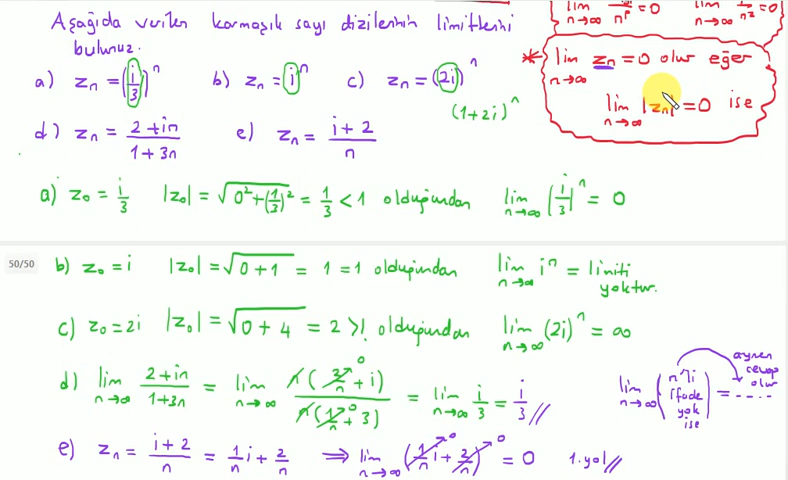 Aşağıda verilen karmaşık sayı dizilerinin limitlerini
bulunuz.
a) zn = (i/3)^n b) zn = i^n c) zn = (2i)^n
(1+2i)^n
d) zn = (2+in)/(1+3n) e) zn = (i+2)/n
lim n→∞ 1/n^p = 0 lim n→∞ 1/n² = 0
* lim n→∞ zn = 0 olur eğer
lim n→∞ |zn| = 0 ise
a) z₀ = i/3 |z₀| = √(0²+(1/3)²) = 1/3 < 1 olduğundan lim n→∞ (i/3)^n = 0
50/50
b) z₀ = i |z₀| = √(0+1) = 1 = 1 olduğundan lim n→∞ i^n = limiti
yoktur.
c) z₀ = 2i |z₀| = √(0+4) = 2 > 1 olduğundan lim n→∞ (2i)^n = ∞
d) lim n→∞ (2+in)/(1+3n) = lim n→∞ n(2/n + i)/n(1/n + 3) = lim n→∞ i/3 = i/3 //
lim n→∞ (n'li ifade yok ise) = ....
aynen
cevap
olur
e) zn = (i+2)/n = 1/n i + 2/n ⇒ lim n→∞ (1/n i + 2/n) = 0 1.yol //